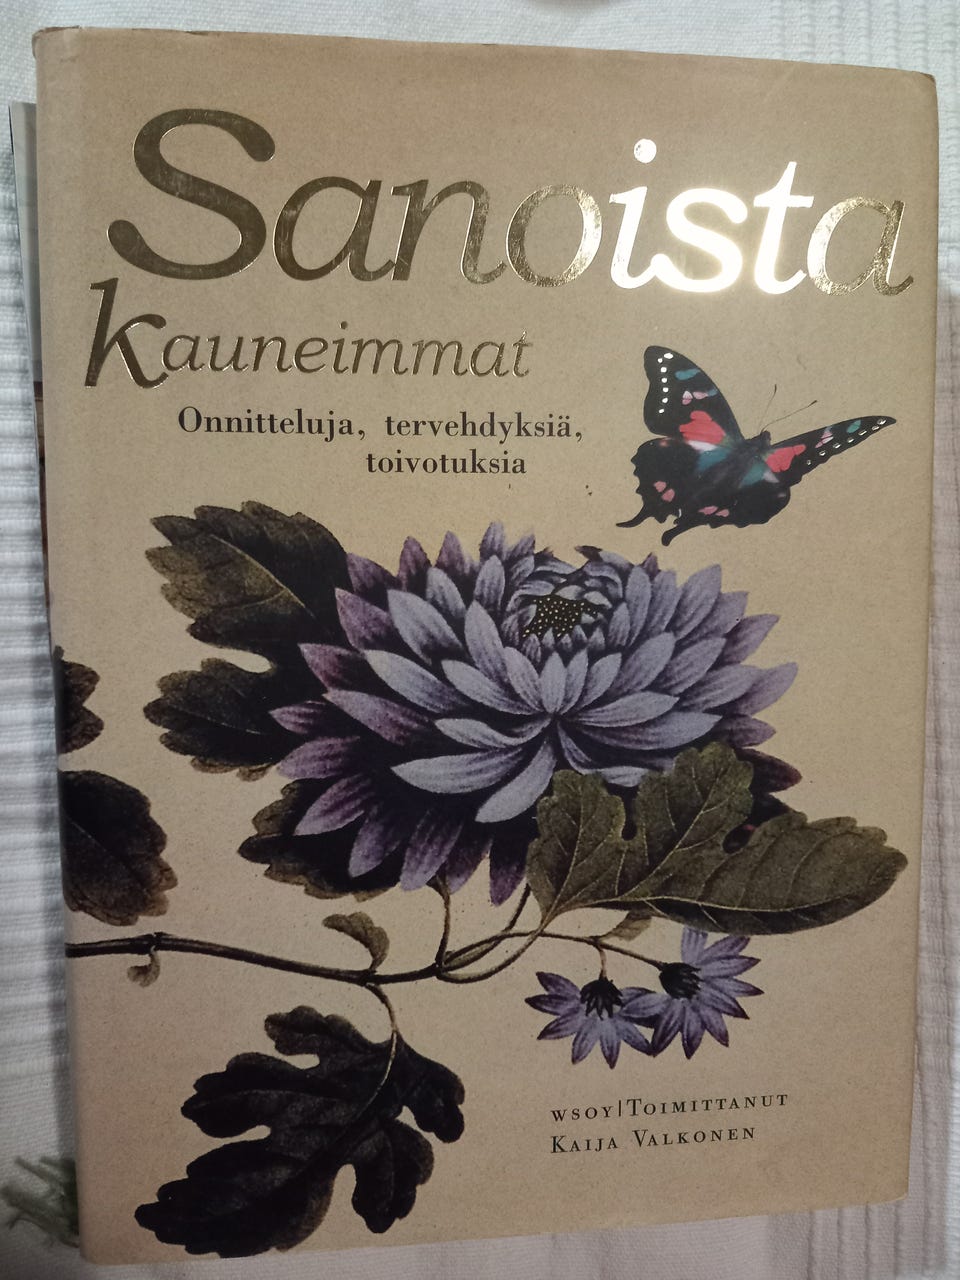 Sanoista
kauneimmat
Onnitteluja, tervehdyksiä,
toivotuksia
WSOY|TOIMITTANUT
KAIJA VALKONEN